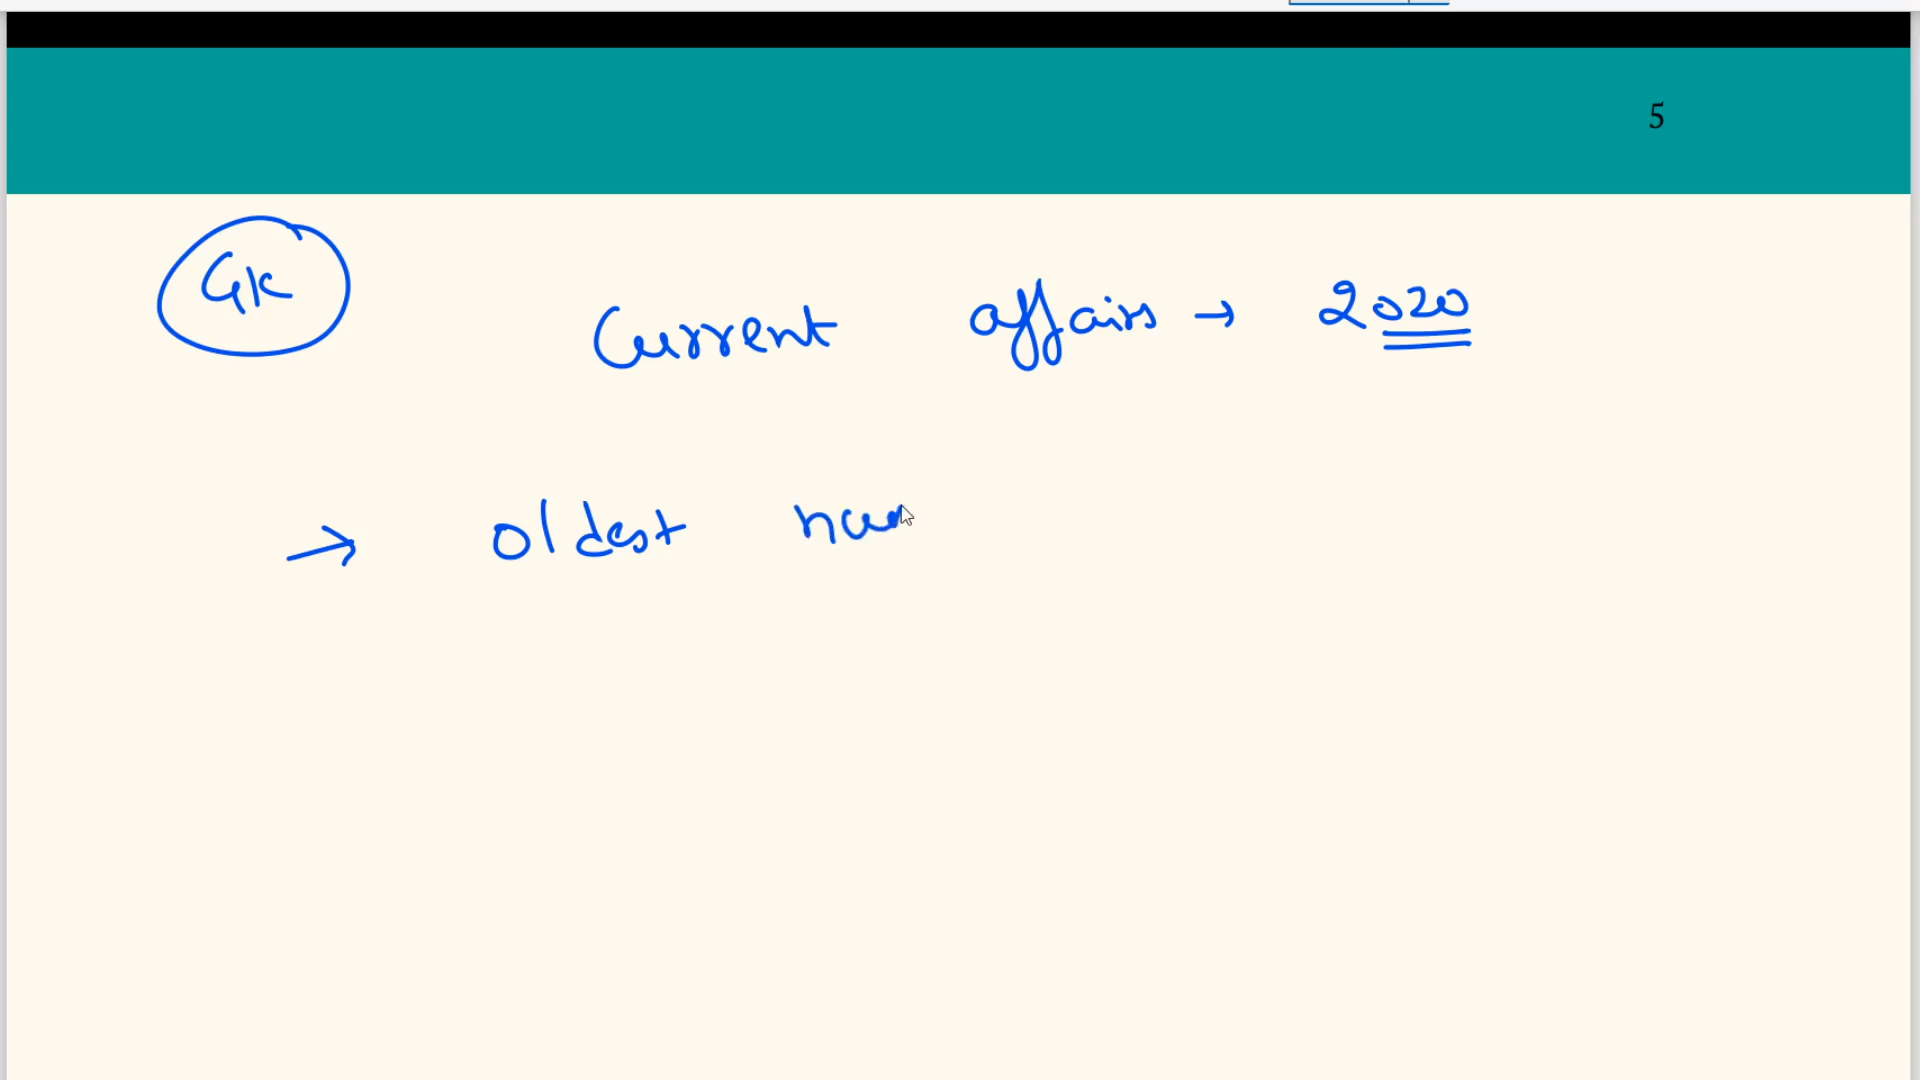 5
GK
Current affairs → 2020
→ oldest